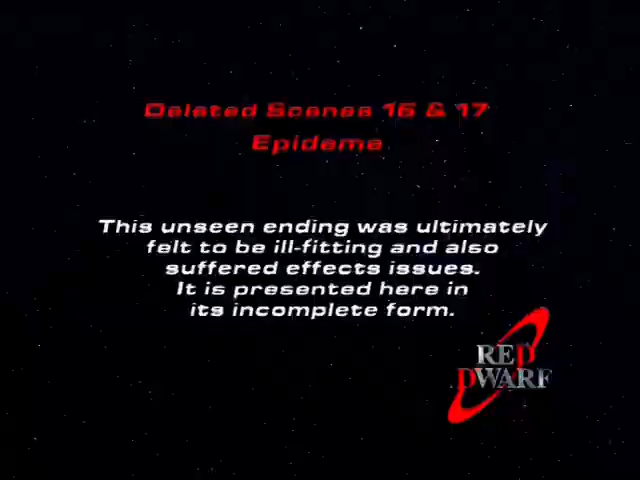 Deleted Scenes 16 & 17
Epideme
This unseen ending was ultimately
felt to be ill-fitting and also
suffered effects issues.
It is presented here in
its incomplete form.
RED
DWARF